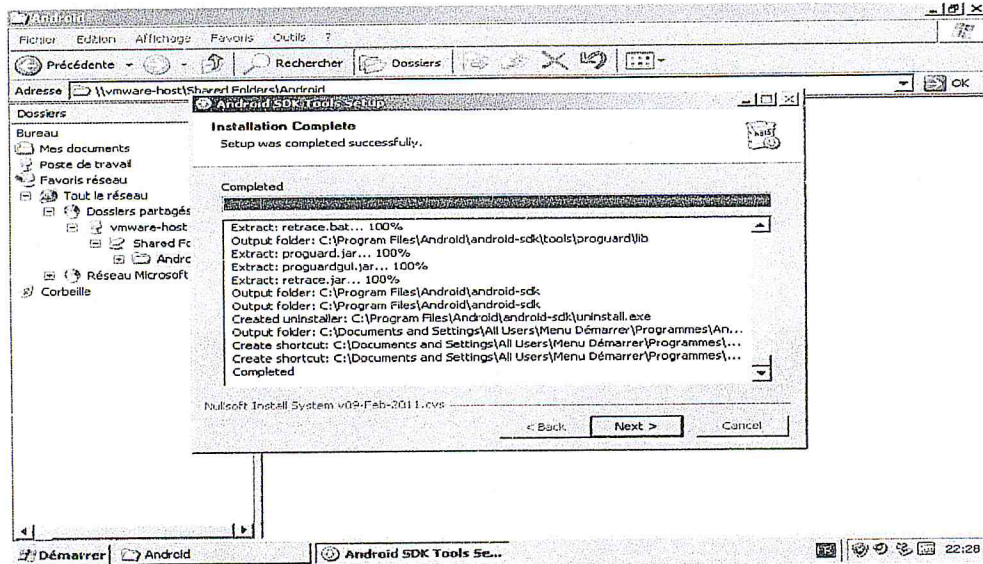 Android
Fichier Edition Affichage Favoris Outils ?
Précédente Rechercher Dossiers
Adresse \\vmware-host\Shared Folders\Android OK
Dossiers
Bureau
Mes documents
Poste de travail
Favoris réseau
Tout le réseau
Dossiers partagés
vmware-host
Shared Fo
Andro
Réseau Microsoft
Corbeille
Android SDK Tools Setup
Installation Complete
Setup was completed successfully.
Completed
Extract: retrace.bat... 100%
Output folder: C:\Program Files\Android\android-sdk\tools\proguard\lib
Extract: proguard.jar... 100%
Extract: proguardgui.jar... 100%
Extract: retrace.jar... 100%
Output folder: C:\Program Files\Android\android-sdk
Output folder: C:\Program Files\Android\android-sdk
Created uninstaller: C:\Program Files\Android\android-sdk\uninstall.exe
Output folder: C:\Documents and Settings\All Users\Menu Démarrer\Programmes\An...
Create shortcut: C:\Documents and Settings\All Users\Menu Démarrer\Programmes\...
Create shortcut: C:\Documents and Settings\All Users\Menu Démarrer\Programmes\...
Completed
Nullsoft Install System v09-Feb-2011.cvs
< Back Next > Cancel
Démarrer Android Android SDK Tools Se... FR 22:28